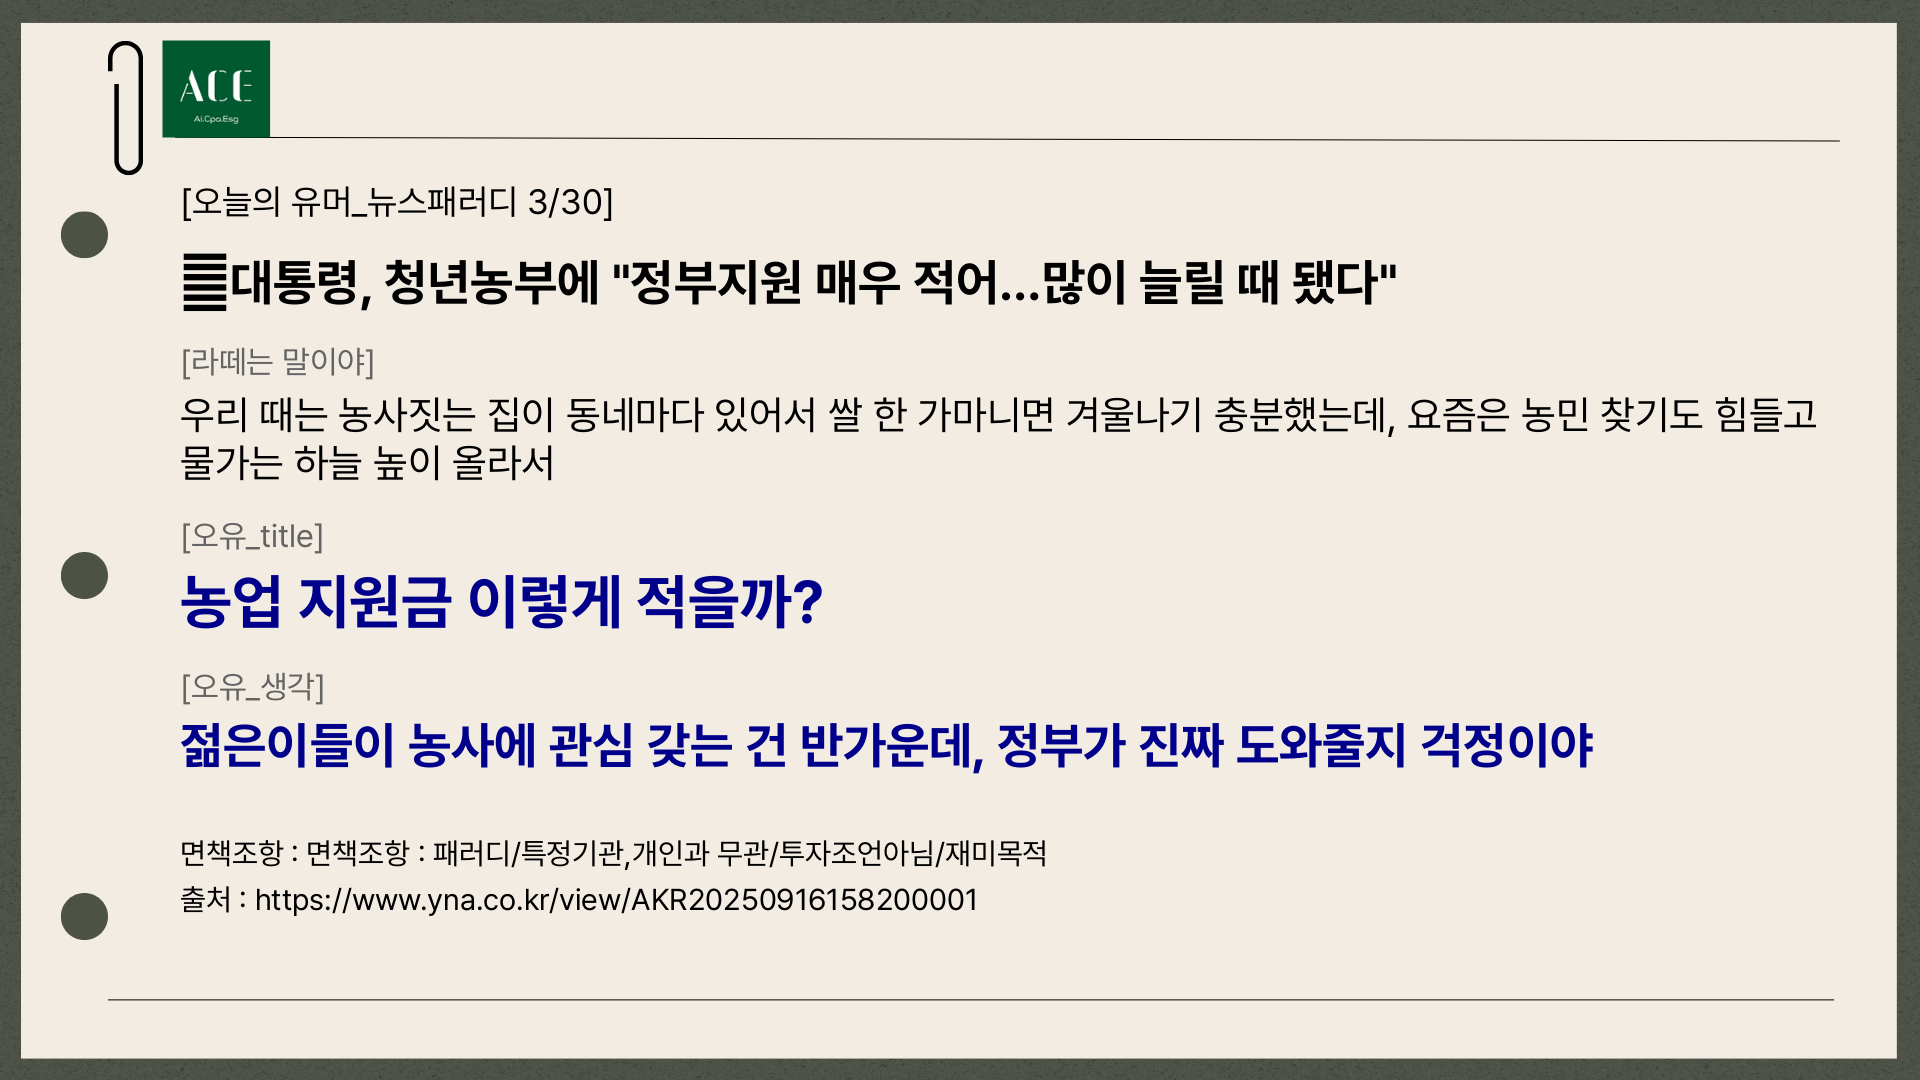 ACE
Ai.Cpa.Esg
[오늘의 유머_뉴스패러디 3/30]
대통령, 청년농부에 "정부지원 매우 적어...많이 늘릴 때 됐다"
[라떼는 말이야]
우리 때는 농사짓는 집이 동네마다 있어서 쌀 한 가마니면 겨울나기 충분했는데, 요즘은 농민 찾기도 힘들고
물가는 하늘 높이 올라서
[오유_title]
농업 지원금 이렇게 적을까?
[오유_생각]
젊은이들이 농사에 관심 갖는 건 반가운데, 정부가 진짜 도와줄지 걱정이야
면책조항 : 면책조항 : 패러디/특정기관,개인과 무관/투자조언아님/재미목적
출처 : https://www.yna.co.kr/view/AKR20250916158200001